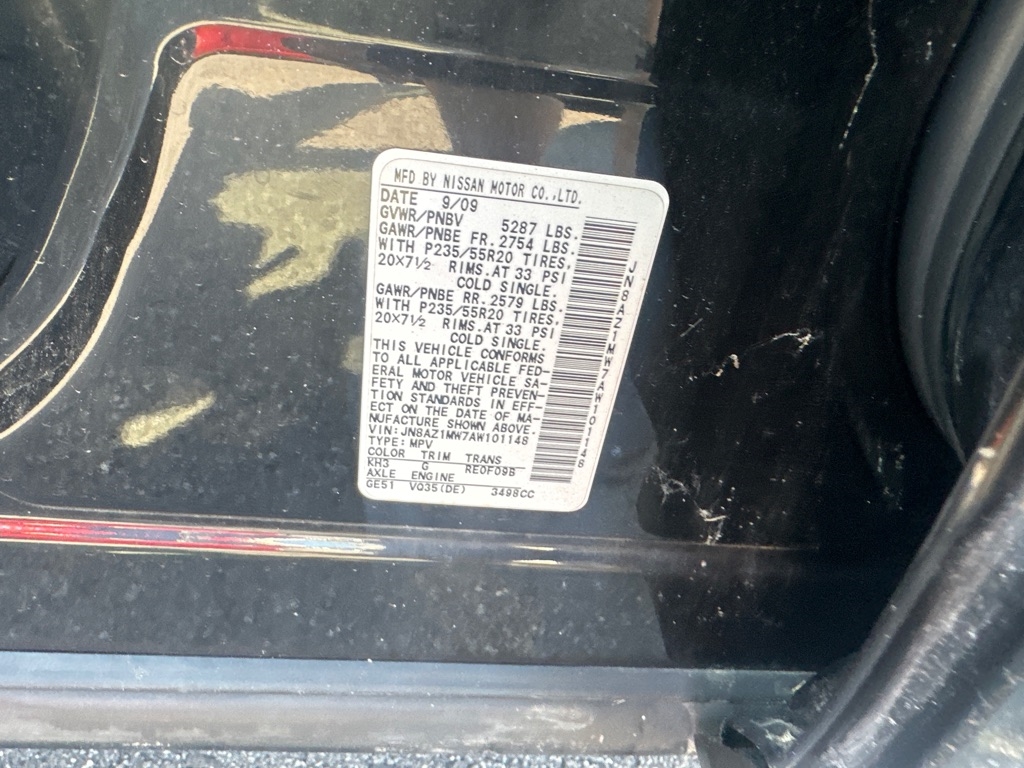 MFD BY NISSAN MOTOR CO.,LTD.
DATE 9/09
GVWR/PNBV 5287 LBS.
GAWR/PNBE FR. 2754 LBS.
WITH P235/55R20 TIRES,
20X7½ RIMS.AT 33 PSI
COLD SINGLE.
GAWR/PNBE RR. 2579 LBS.
WITH P235/55R20 TIRES,
20X7½ RIMS.AT 33 PSI
COLD SINGLE.
THIS VEHICLE CONFORMS
TO ALL APPLICABLE FED-
ERAL MOTOR VEHICLE SA-
FETY AND THEFT PREVEN-
TION STANDARDS IN EFF-
ECT ON THE DATE OF MA-
NUFACTURE SHOWN ABOVE.
VIN:JN8AZ1MW7AW101148
TYPE:MPV
COLOR TRIM TRANS
KH3 G RE0F09B
AXLE ENGINE
GE51 VQ35(DE) 3498CC
JN8AZ1MW7AW101148